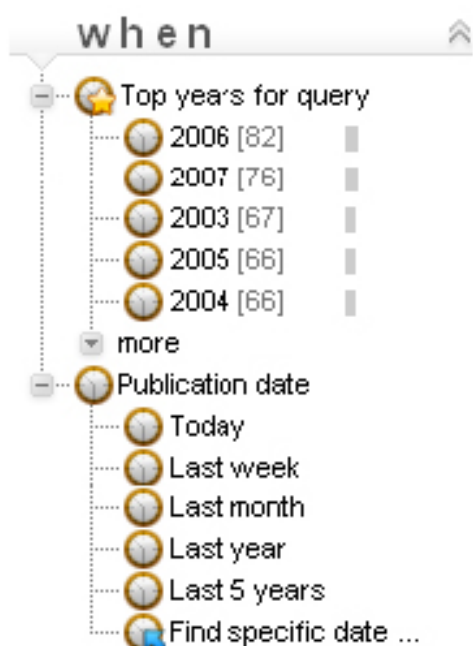 when
Top years for query
2006 [82]
2007 [76]
2003 [67]
2005 [66]
2004 [66]
more
Publication date
Today
Last week
Last month
Last year
Last 5 years
Find specific date ...